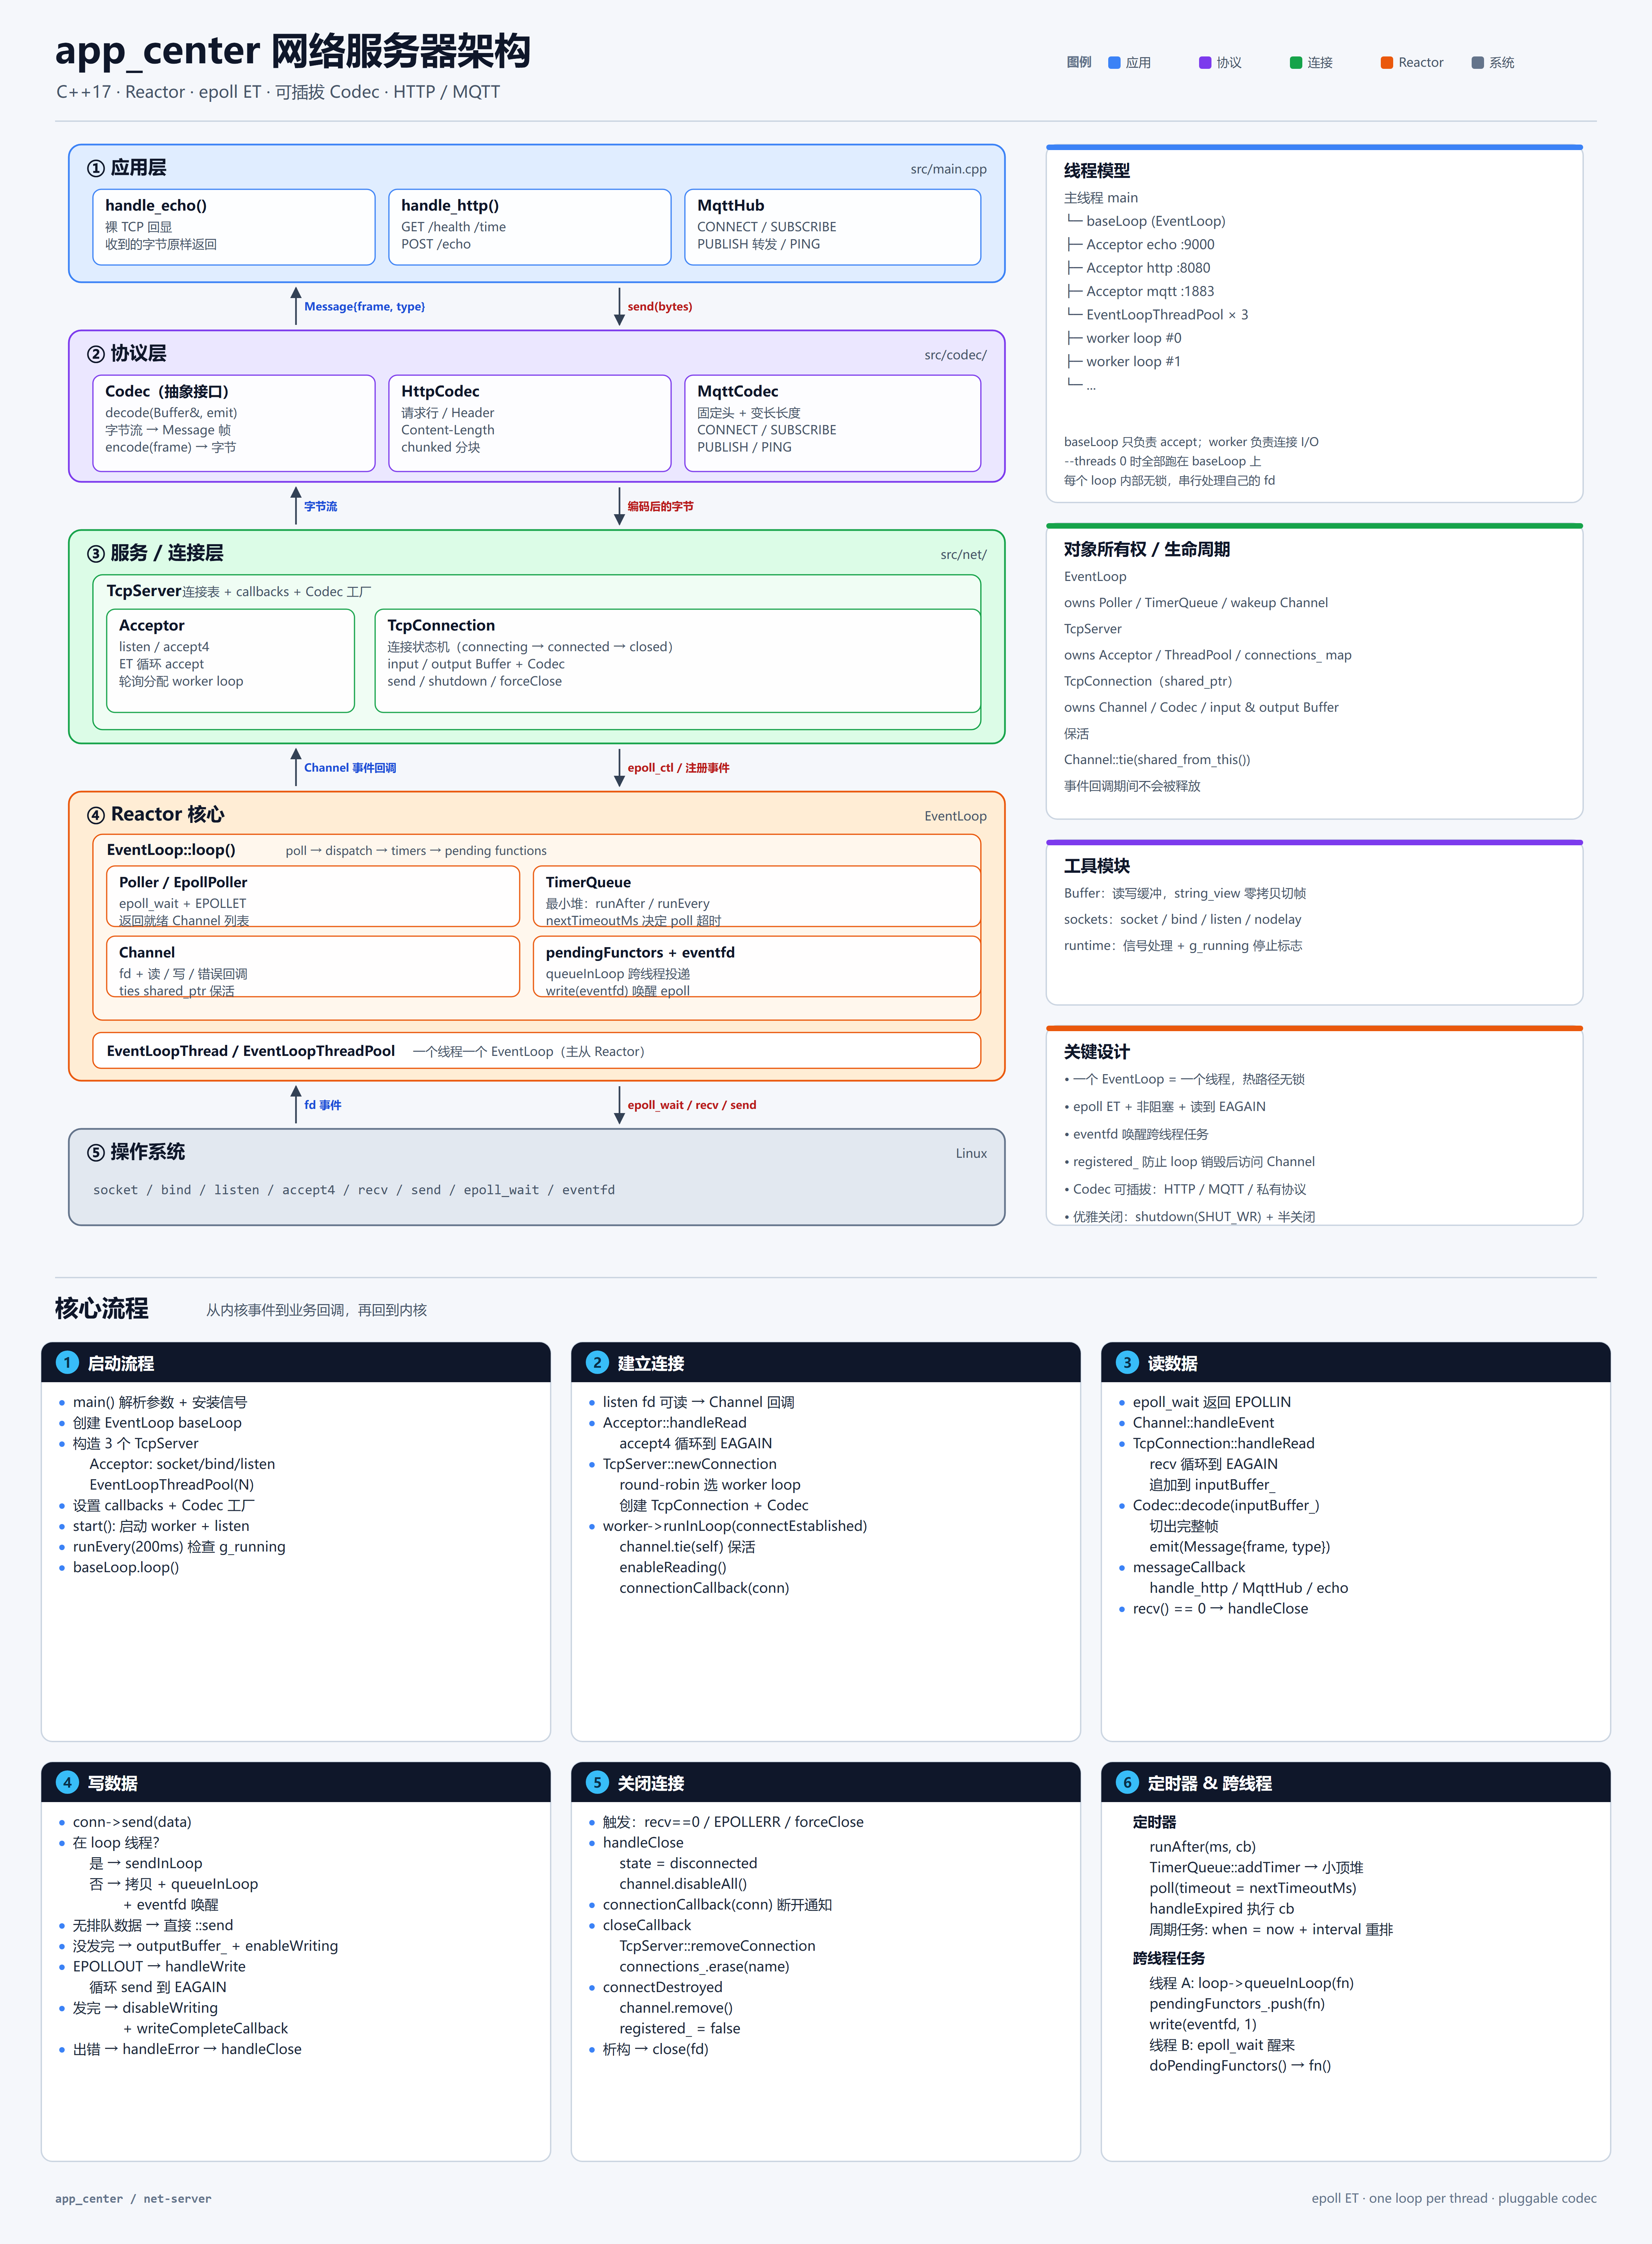 app_center 网络服务器架构
C++17 · Reactor · epoll ET · 可插拔 Codec · HTTP / MQTT
图例 应用 协议 连接 Reactor 系统
① 应用层 src/main.cpp
handle_echo()
裸 TCP 回显
收到的字节原样返回
handle_http()
GET /health /time
POST /echo
MqttHub
CONNECT / SUBSCRIBE
PUBLISH 转发 / PING
Message{frame, type}
send(bytes)
② 协议层 src/codec/
Codec（抽象接口）
decode(Buffer&, emit)
字节流 → Message 帧
encode(frame) → 字节
HttpCodec
请求行 / Header
Content-Length
chunked 分块
MqttCodec
固定头 + 变长长度
CONNECT / SUBSCRIBE
PUBLISH / PING
字节流
编码后的字节
③ 服务 / 连接层 src/net/
TcpServer连接表 + callbacks + Codec 工厂
Acceptor
listen / accept4
ET 循环 accept
轮询分配 worker loop
TcpConnection
连接状态机（connecting → connected → closed）
input / output Buffer + Codec
send / shutdown / forceClose
Channel 事件回调
epoll_ctl / 注册事件
④ Reactor 核心 EventLoop
EventLoop::loop() poll → dispatch → timers → pending functions
Poller / EpollPoller
epoll_wait + EPOLLET
返回就绪 Channel 列表
TimerQueue
最小堆：runAfter / runEvery
nextTimeoutMs 决定 poll 超时
Channel
fd + 读 / 写 / 错误回调
ties shared_ptr 保活
pendingFunctors + eventfd
queueInLoop 跨线程投递
write(eventfd) 唤醒 epoll
EventLoopThread / EventLoopThreadPool 一个线程一个 EventLoop（主从 Reactor）
fd 事件
epoll_wait / recv / send
⑤ 操作系统 Linux
socket / bind / listen / accept4 / recv / send / epoll_wait / eventfd
线程模型
主线程 main
└─ baseLoop (EventLoop)
├─ Acceptor echo :9000
├─ Acceptor http :8080
├─ Acceptor mqtt :1883
└─ EventLoopThreadPool × 3
├─ worker loop #0
├─ worker loop #1
└─ ...
baseLoop 只负责 accept；worker 负责连接 I/O
--threads 0 时全部跑在 baseLoop 上
每个 loop 内部无锁，串行处理自己的 fd
对象所有权 / 生命周期
EventLoop
owns Poller / TimerQueue / wakeup Channel
TcpServer
owns Acceptor / ThreadPool / connections_ map
TcpConnection（shared_ptr）
owns Channel / Codec / input & output Buffer
保活
Channel::tie(shared_from_this())
事件回调期间不会被释放
工具模块
Buffer：读写缓冲，string_view 零拷贝切帧
sockets：socket / bind / listen / nodelay
runtime：信号处理 + g_running 停止标志
关键设计
• 一个 EventLoop = 一个线程，热路径无锁
• epoll ET + 非阻塞 + 读到 EAGAIN
• eventfd 唤醒跨线程任务
• registered_ 防止 loop 销毁后访问 Channel
• Codec 可插拔：HTTP / MQTT / 私有协议
• 优雅关闭：shutdown(SHUT_WR) + 半关闭
核心流程 从内核事件到业务回调，再回到内核
1 启动流程
• main() 解析参数 + 安装信号
• 创建 EventLoop baseLoop
• 构造 3 个 TcpServer
Acceptor: socket/bind/listen
EventLoopThreadPool(N)
• 设置 callbacks + Codec 工厂
• start(): 启动 worker + listen
• runEvery(200ms) 检查 g_running
• baseLoop.loop()
2 建立连接
• listen fd 可读 → Channel 回调
• Acceptor::handleRead
accept4 循环到 EAGAIN
• TcpServer::newConnection
round-robin 选 worker loop
创建 TcpConnection + Codec
• worker->runInLoop(connectEstablished)
channel.tie(self) 保活
enableReading()
connectionCallback(conn)
3 读数据
• epoll_wait 返回 EPOLLIN
• Channel::handleEvent
• TcpConnection::handleRead
recv 循环到 EAGAIN
追加到 inputBuffer_
• Codec::decode(inputBuffer_)
切出完整帧
emit(Message{frame, type})
• messageCallback
handle_http / MqttHub / echo
• recv() == 0 → handleClose
4 写数据
• conn->send(data)
• 在 loop 线程?
是 → sendInLoop
否 → 拷贝 + queueInLoop
+ eventfd 唤醒
• 无排队数据 → 直接 ::send
• 没发完 → outputBuffer_ + enableWriting
• EPOLLOUT → handleWrite
循环 send 到 EAGAIN
• 发完 → disableWriting
+ writeCompleteCallback
• 出错 → handleError → handleClose
5 关闭连接
• 触发：recv==0 / EPOLLERR / forceClose
• handleClose
state = disconnected
channel.disableAll()
• connectionCallback(conn) 断开通知
• closeCallback
TcpServer::removeConnection
connections_.erase(name)
• connectDestroyed
channel.remove()
registered_ = false
• 析构 → close(fd)
6 定时器 & 跨线程
定时器
runAfter(ms, cb)
TimerQueue::addTimer → 小顶堆
poll(timeout = nextTimeoutMs)
handleExpired 执行 cb
周期任务: when = now + interval 重排
跨线程任务
线程 A: loop->queueInLoop(fn)
pendingFunctors_.push(fn)
write(eventfd, 1)
线程 B: epoll_wait 醒来
doPendingFunctors() → fn()
app_center / net-server
epoll ET · one loop per thread · pluggable codec